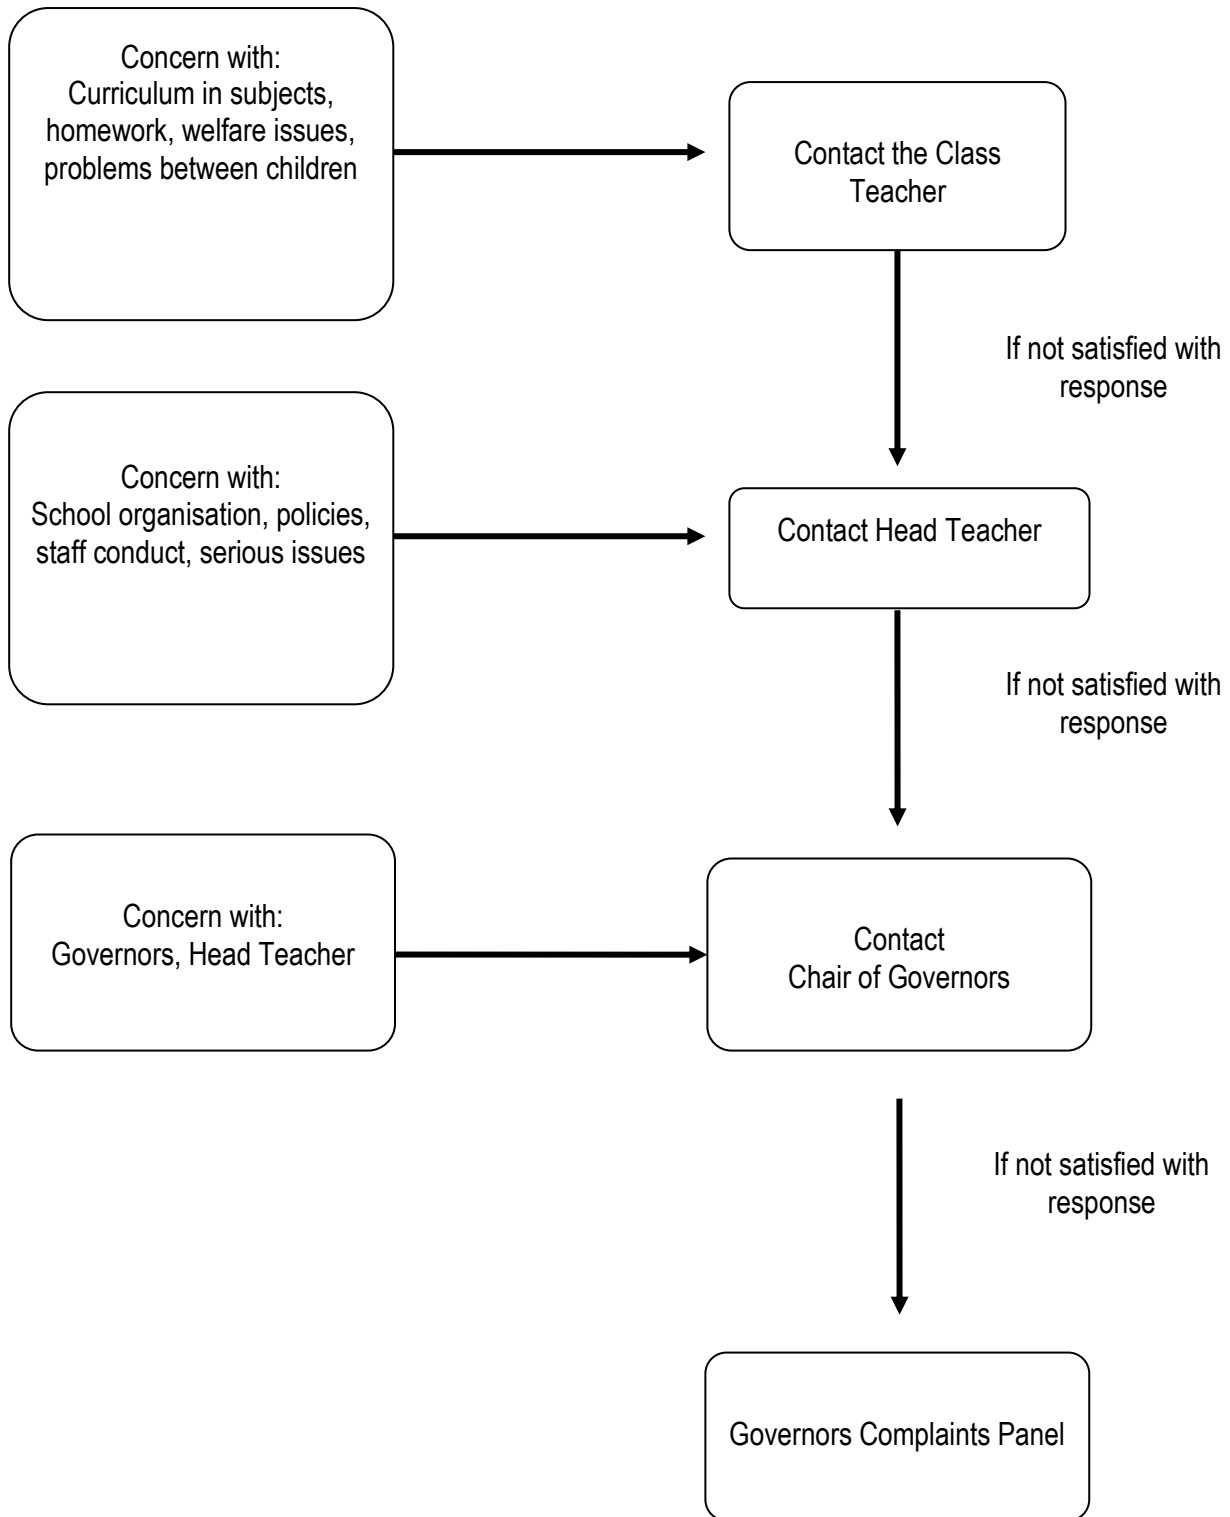 Concern with:
Curriculum in subjects,
homework, welfare issues,
problems between children
Contact the Class
Teacher
If not satisfied with
response
Concern with:
School organisation, policies,
staff conduct, serious issues
Contact Head Teacher
If not satisfied with
response
Concern with:
Governors, Head Teacher
Contact
Chair of Governors
If not satisfied with
response
Governors Complaints Panel